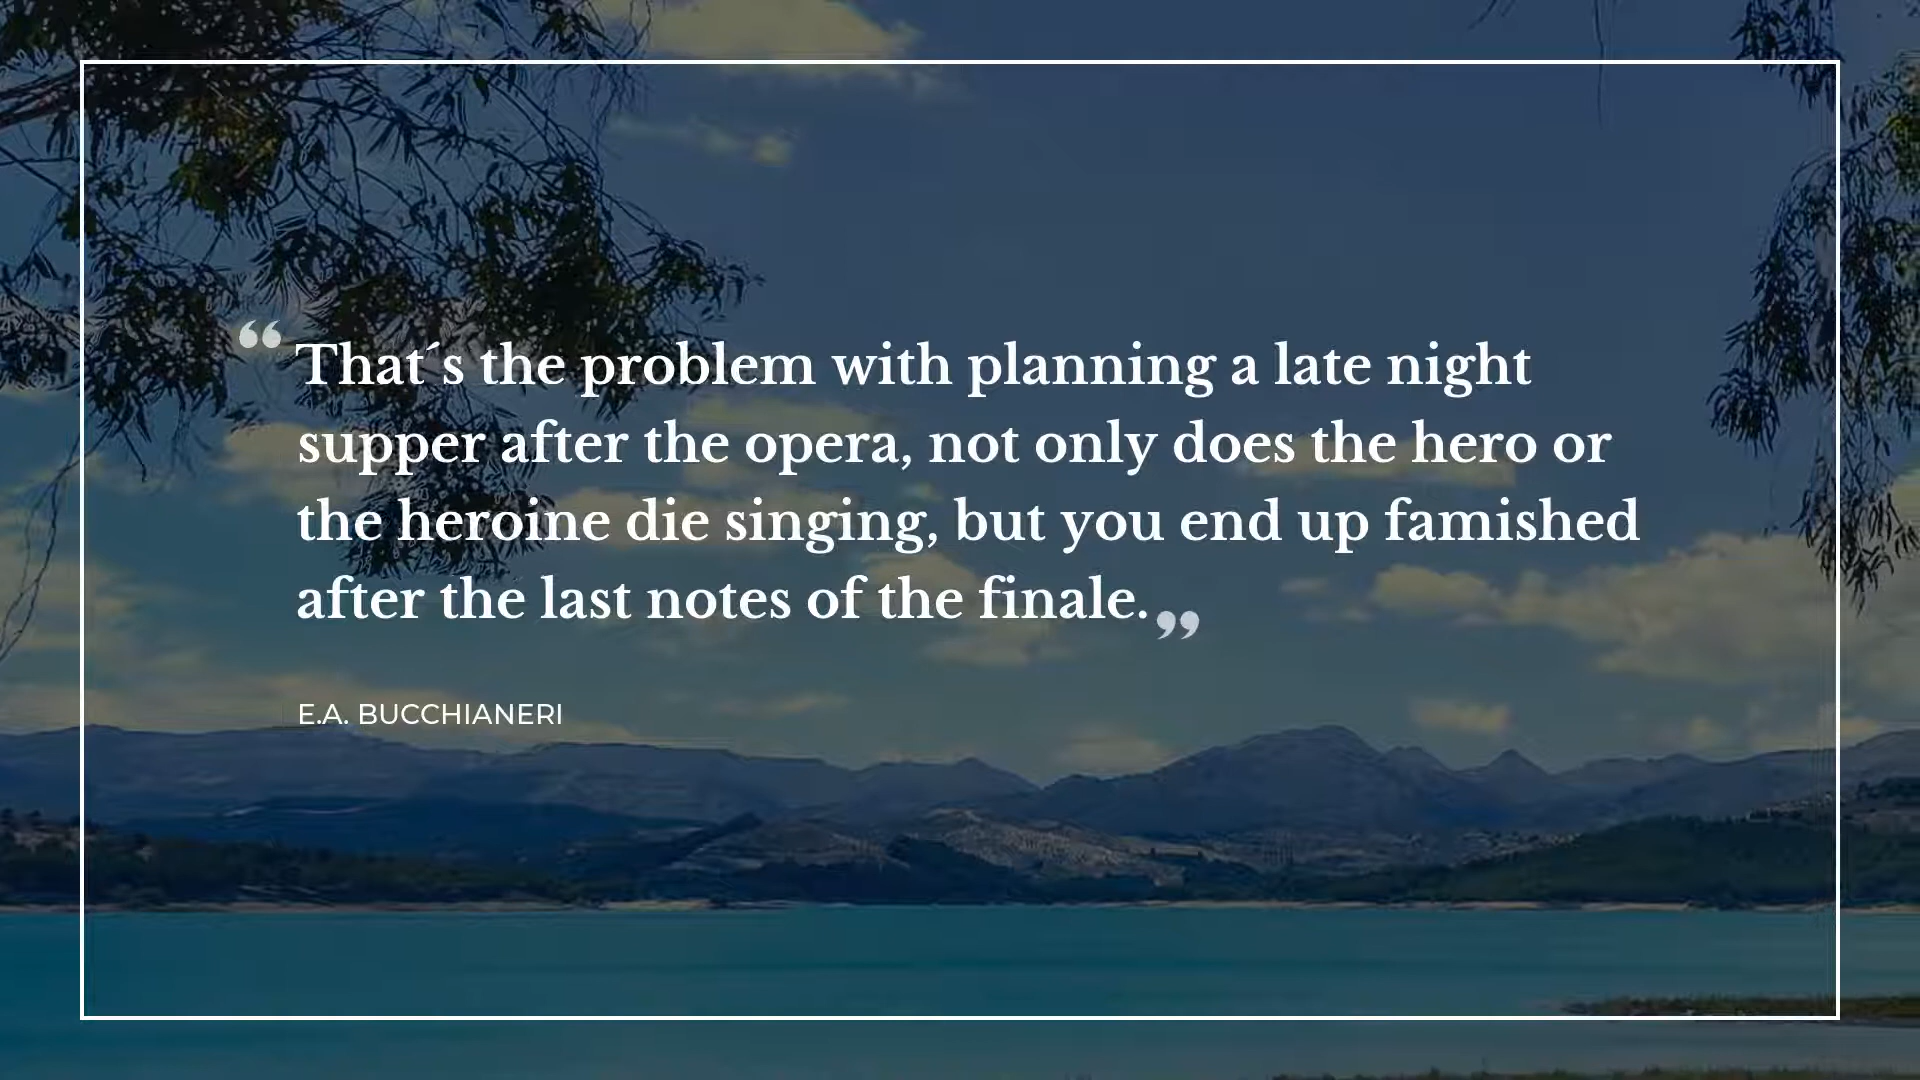 “That´s the problem with planning a late night
supper after the opera, not only does the hero or
the heroine die singing, but you end up famished
after the last notes of the finale.”
E.A. BUCCHIANERI